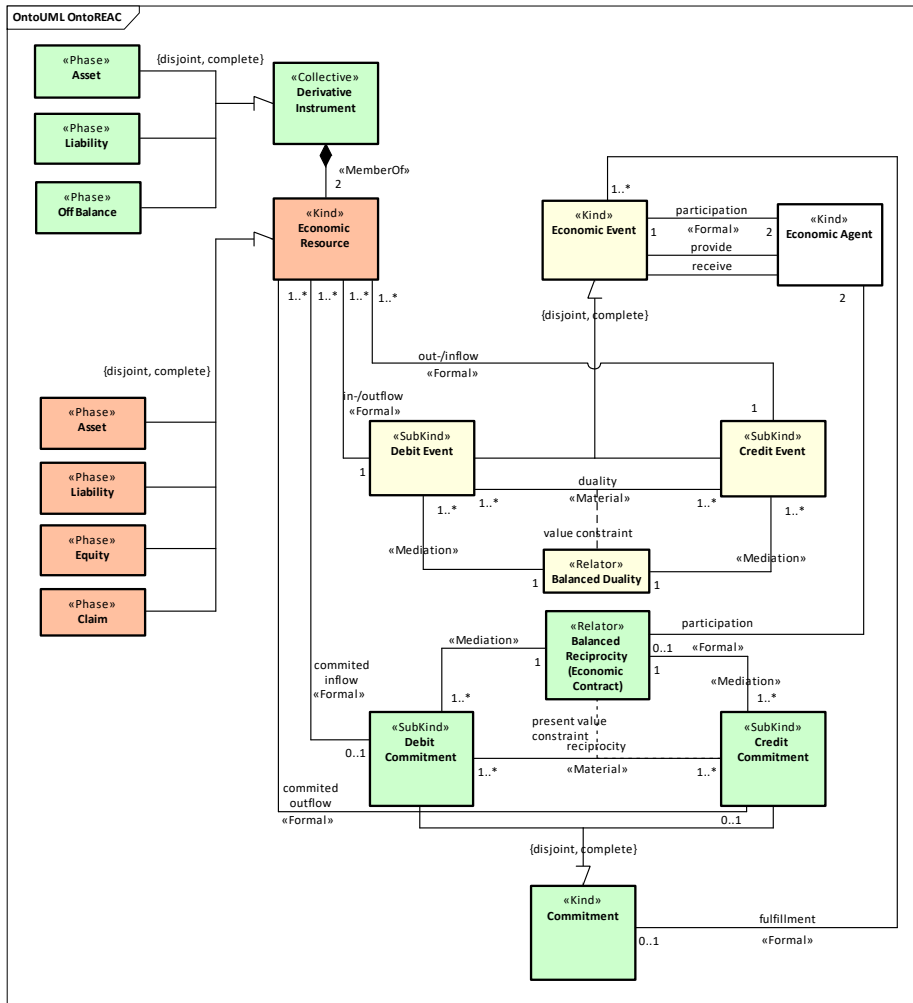 OntoUML OntoREAC
«Phase»
Asset
{disjoint, complete}
«Collective»
Derivative
Instrument
«Phase»
Liability
«MemberOf»
2
«Phase»
Off Balance
«Kind»
Economic
Resource
1..*
1..*
1..*
1..*
1..*
«Kind»
Economic Event
participation
«Formal»
1
2
provide
receive
«Kind»
Economic Agent
2
{disjoint, complete}
out-/inflow
«Formal»
{disjoint, complete}
in-/outflow
«Formal»
1
«Phase»
Asset
«SubKind»
Debit Event
1
«SubKind»
Credit Event
duality
«Material»
1..*
1..*
1..*
1..*
«Phase»
Liability
«Phase»
Equity
value constraint
«Mediation»
«Mediation»
«Relator»
Balanced Duality
1
1
«Phase»
Claim
«Relator»
Balanced
Reciprocity
(Economic
Contract)
participation
0..1
«Formal»
«Mediation»
1
1
«Mediation»
1..*
1..*
commited
inflow
«Formal»
«SubKind»
Debit
Commitment
0..1
present value
constraint
reciprocity
«Material»
1..*
1..*
«SubKind»
Credit
Commitment
commited
outflow
«Formal»
0..1
{disjoint, complete}
«Kind»
Commitment
fulfillment
0..1
«Formal»